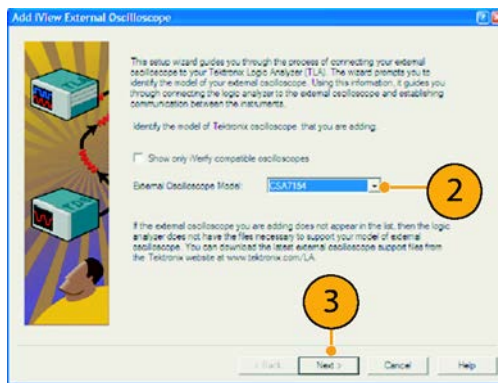 Add iView External Oscilloscope
This setup wizard guides you through the process of connecting your external
oscilloscope to your Tektronix Logic Analyzer (TLA). The wizard prompts you to
identify the model of your external oscilloscope. Using this information, it guides you
through connecting the logic analyzer to the external oscilloscope and establishing
communication between the instruments.
Identify the model of Tektronix oscilloscope that you are adding:
Show only iVerify compatible oscilloscopes
External Oscilloscope Model: CSA7154
2
If the external oscilloscope you are adding does not appear in the list, then the logic
analyzer does not have the files necessary to support your model of external
oscilloscope. You can download the latest external oscilloscope support files from
the Tektronix website at www.tektronix.com/LA.
3
< Back Next > Cancel Help
TLA
TDS